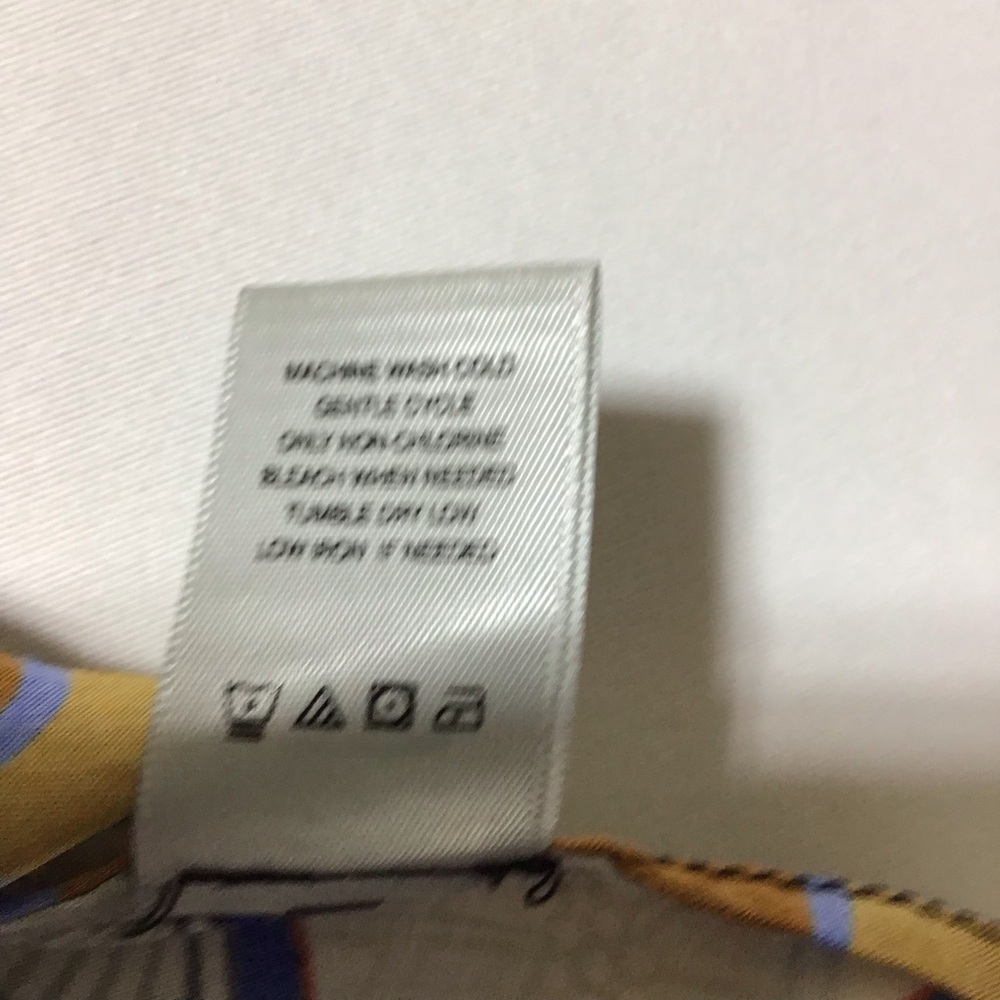 MACHINE WASH COLD
GENTLE CYCLE
ONLY NON-CHLORINE
BLEACH WHEN NEEDED
TUMBLE DRY LOW
LOW IRON IF NEEDED